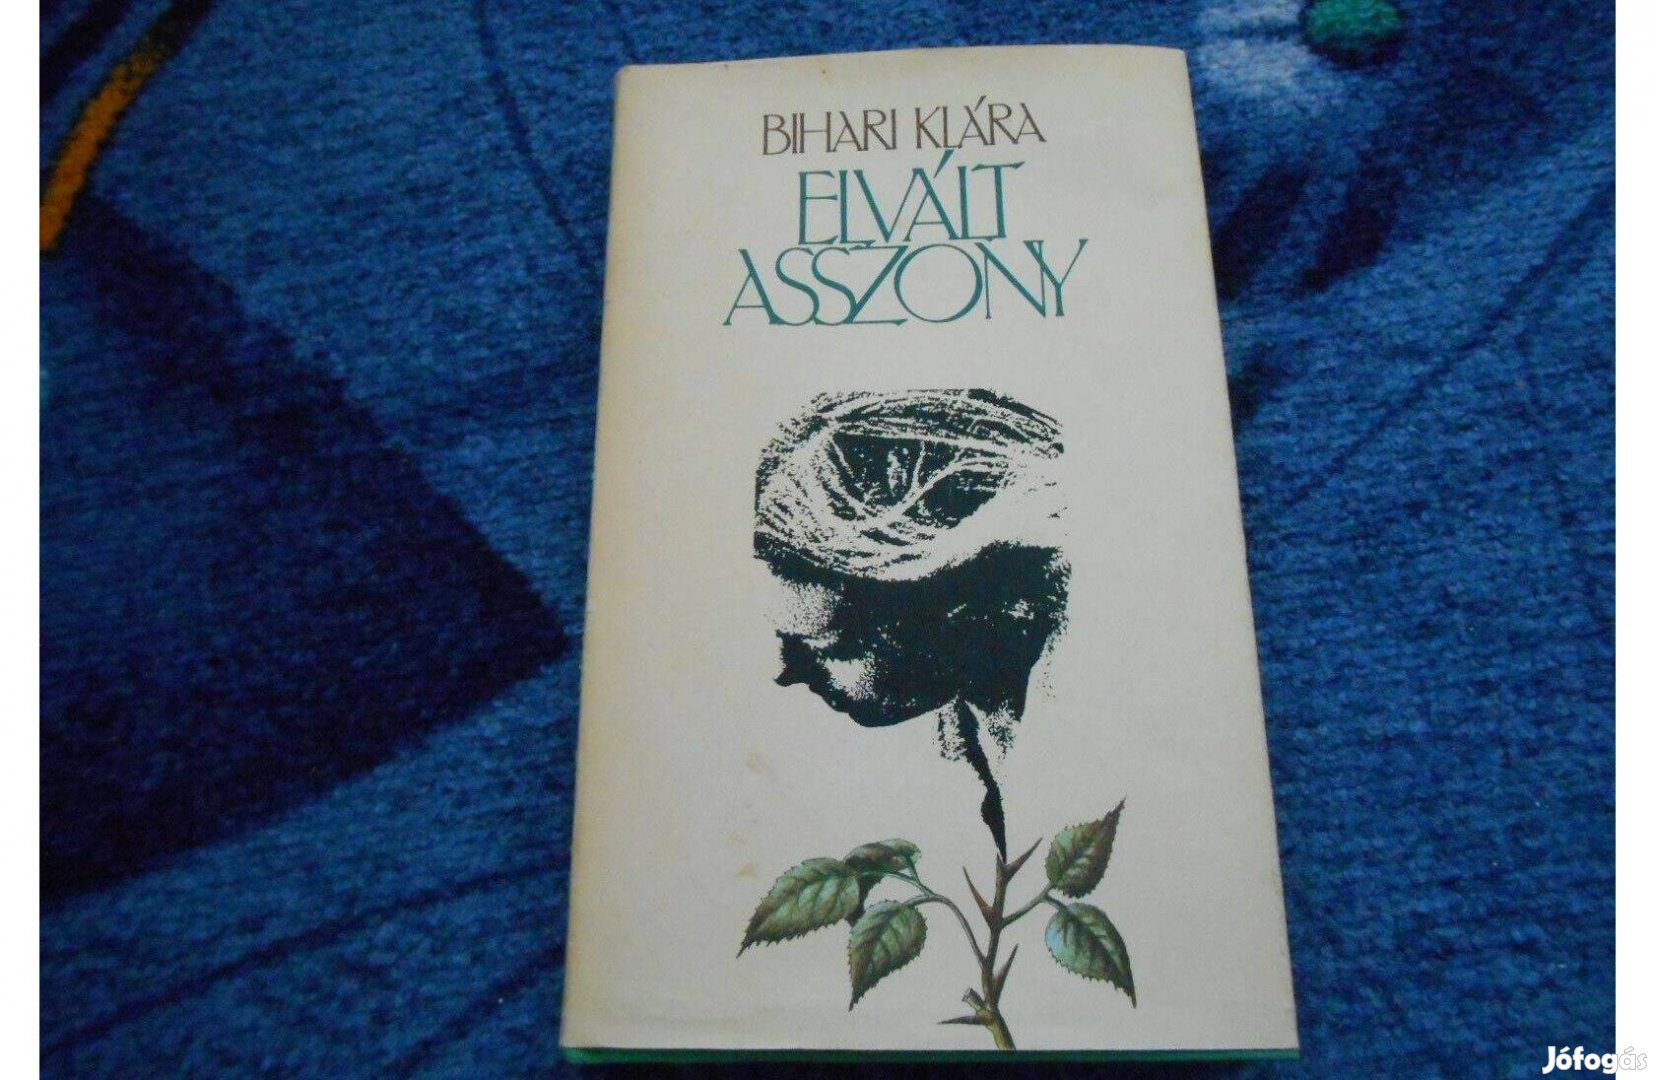 BIHARI KLÁRA
ELVÁLT
ASSZONY
Jófogás